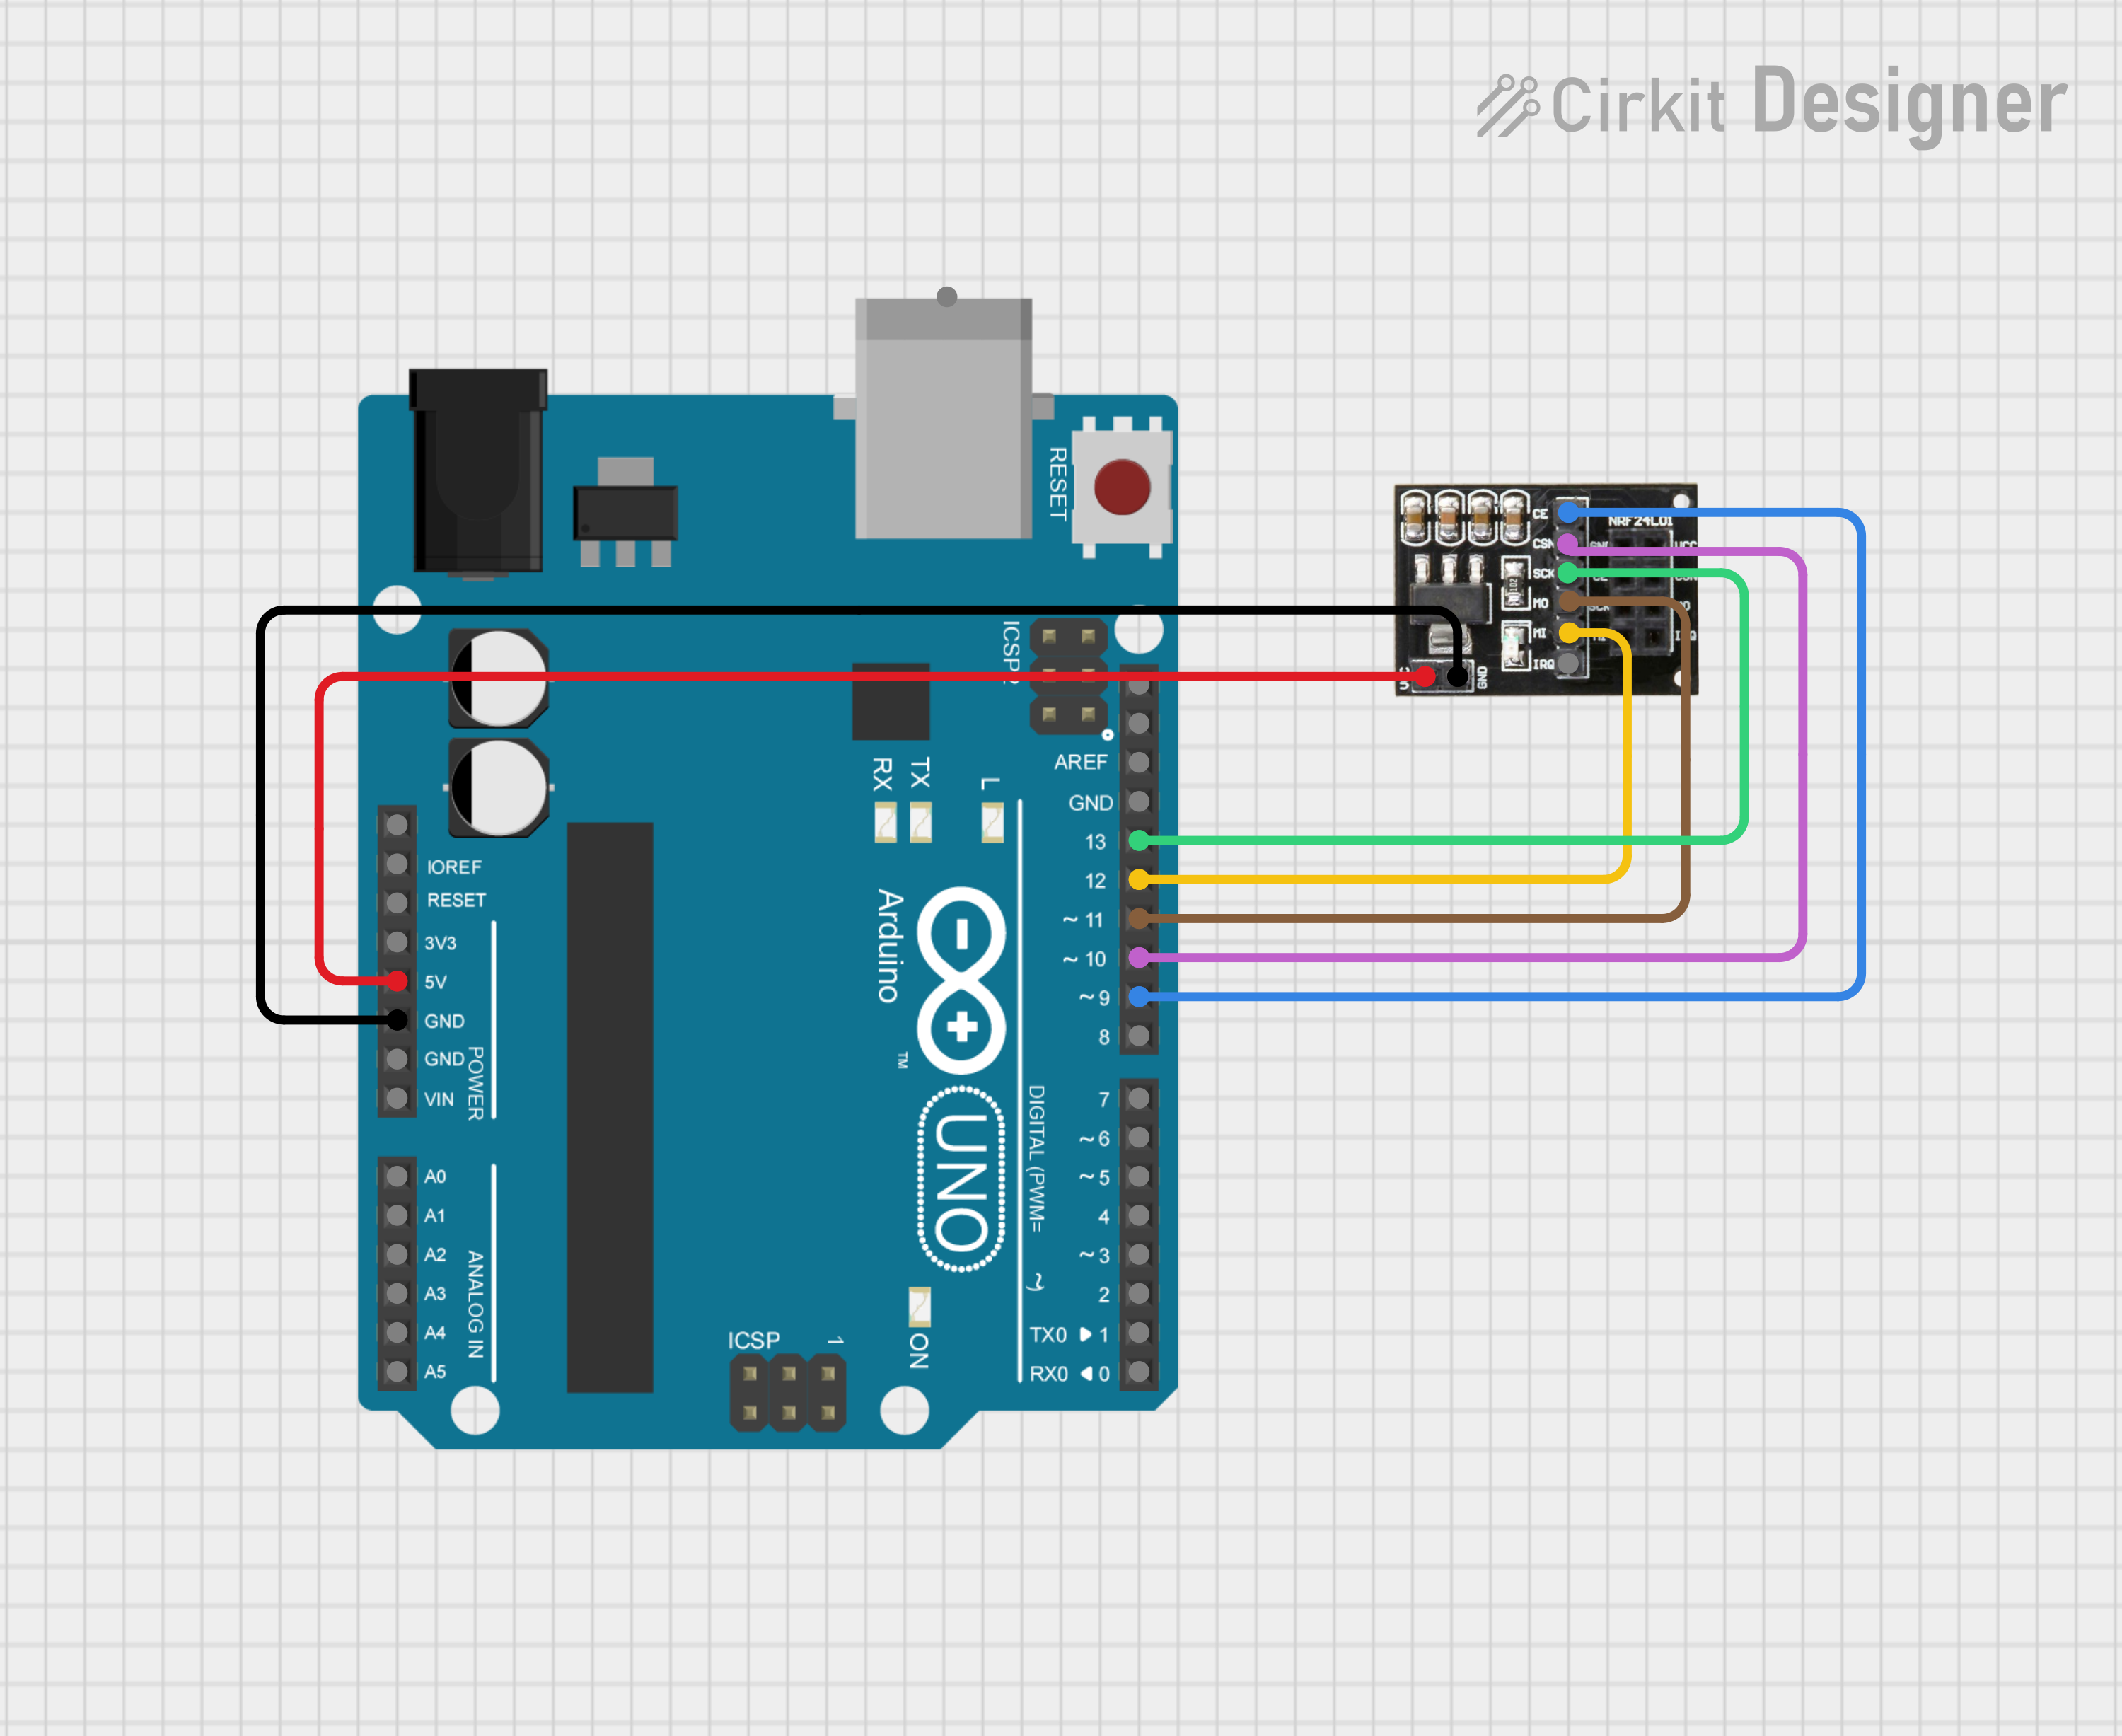 Cirkit Designer
RESET
ICSP2
CE
CSN
SCK
MO
MI
IRQ
NRF24L01
GND
RX
TX
L
AREF
GND
13
12
~ 11
~ 10
~ 9
8
IOREF
RESET
3V3
5V
GND
GND
VIN
POWER
Arduino
TM
UNO
DIGITAL (PWM= ~)
7
~ 6
~ 5
4
~ 3
2
TX0 ▶ 1
RX0 ◀ 0
A0
A1
A2
A3
A4
A5
ANALOG IN
ICSP
1
ON